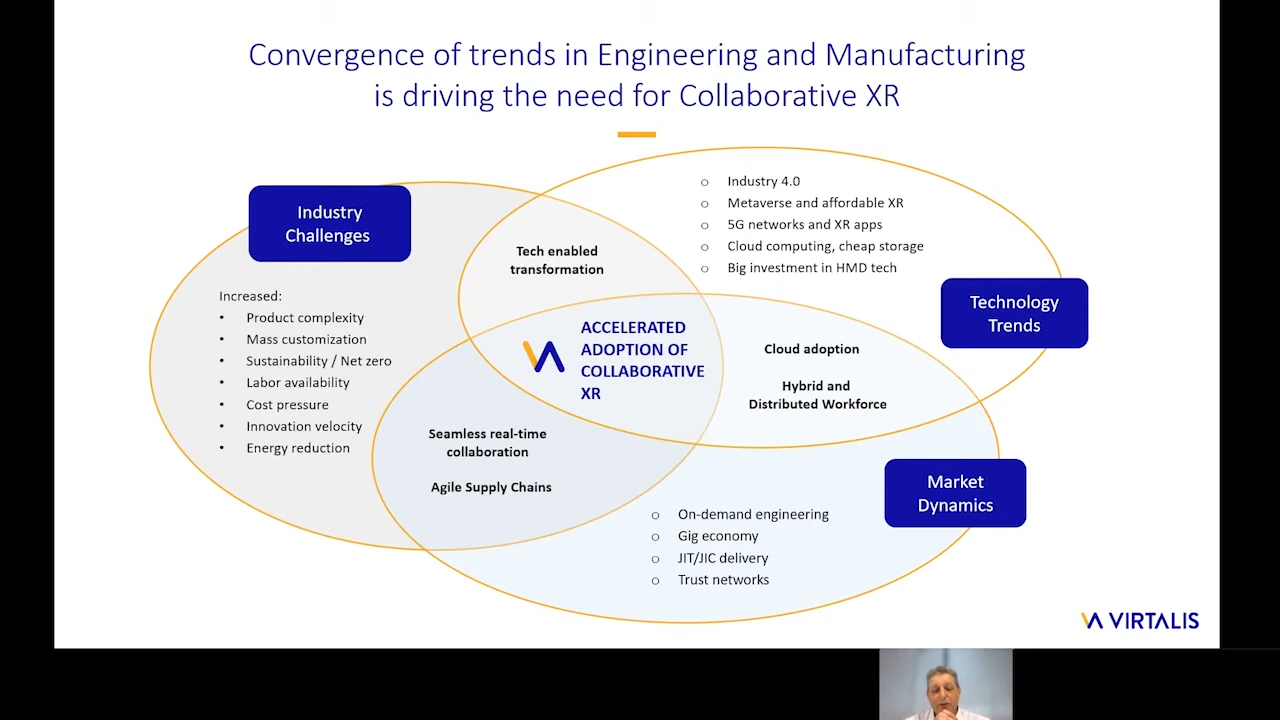 Convergence of trends in Engineering and Manufacturing
is driving the need for Collaborative XR
Industry
Challenges
Increased:
• Product complexity
• Mass customization
• Sustainability / Net zero
• Labor availability
• Cost pressure
• Innovation velocity
• Energy reduction
Tech enabled
transformation
o Industry 4.0
o Metaverse and affordable XR
o 5G networks and XR apps
o Cloud computing, cheap storage
o Big investment in HMD tech
Technology
Trends
ACCELERATED
ADOPTION OF
COLLABORATIVE
XR
Cloud adoption
Hybrid and
Distributed Workforce
Seamless real-time
collaboration
Agile Supply Chains
Market
Dynamics
o On-demand engineering
o Gig economy
o JIT/JIC delivery
o Trust networks
VIRTALIS